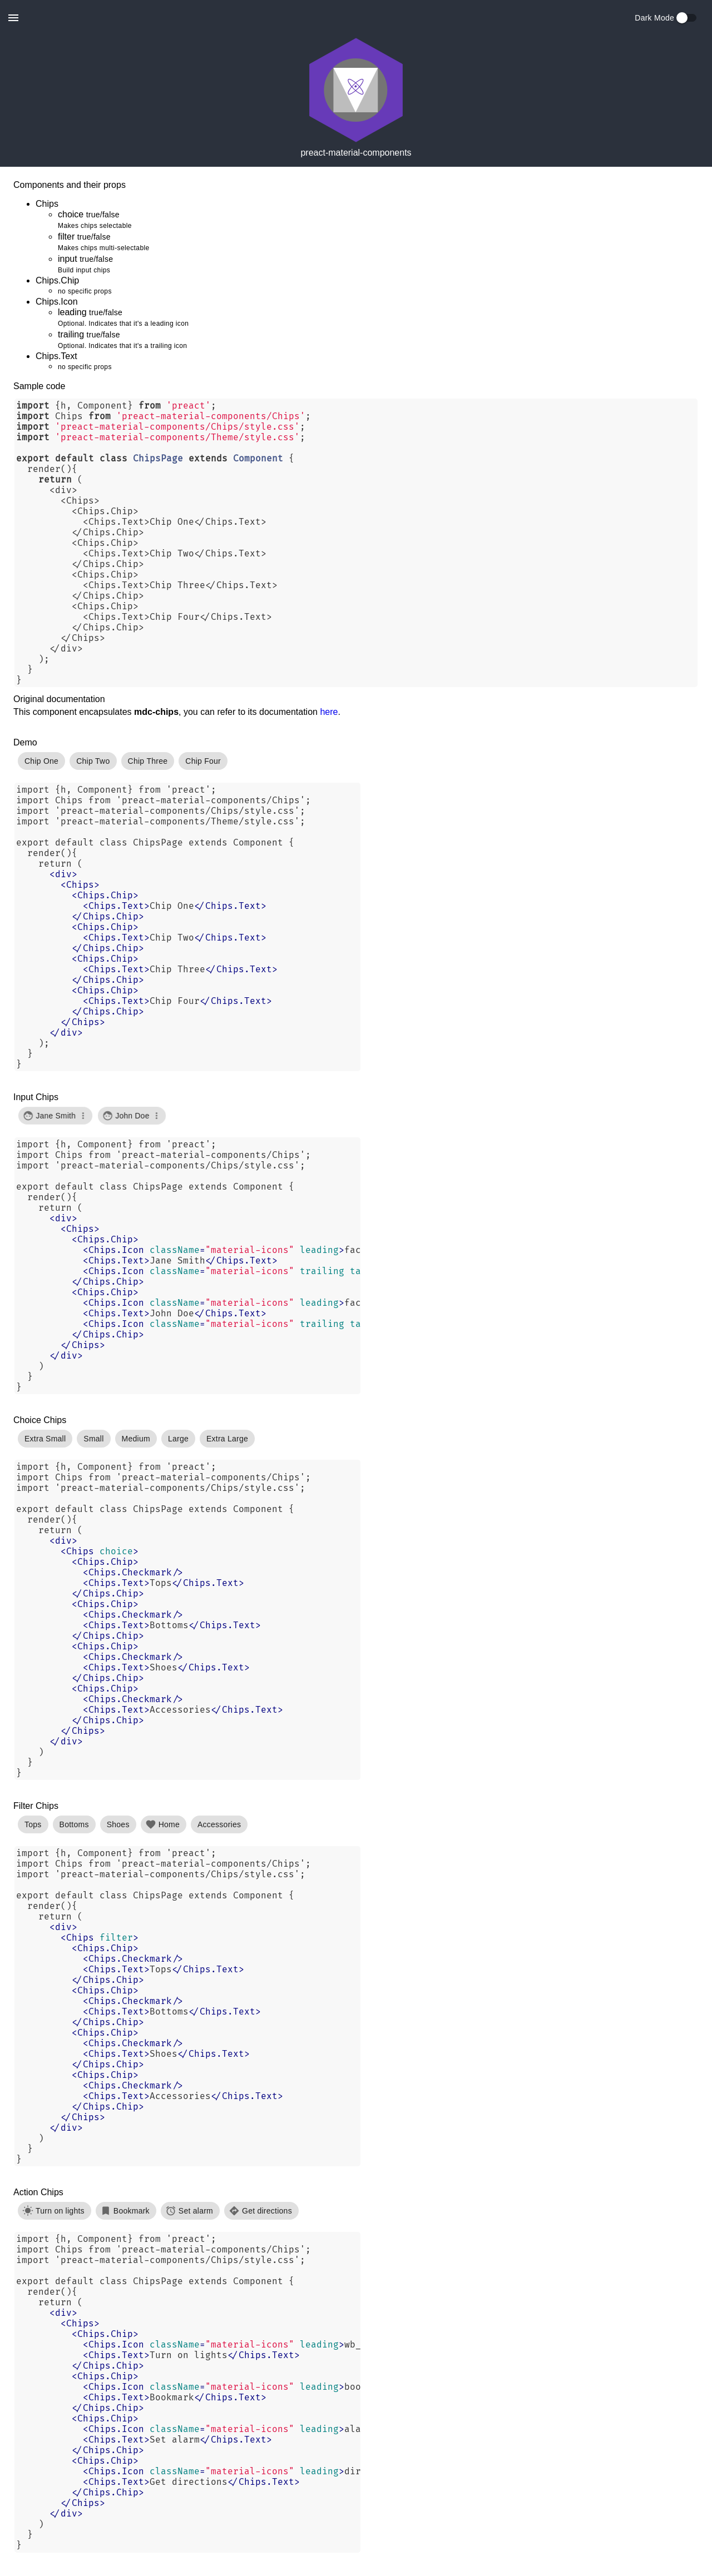 Dark Mode
preact-material-components
Components and their props
Chips
choice true/false
Makes chips selectable
filter true/false
Makes chips multi-selectable
input true/false
Build input chips
Chips.Chip
no specific props
Chips.Icon
leading true/false
Optional. Indicates that it's a leading icon
trailing true/false
Optional. Indicates that it's a trailing icon
Chips.Text
no specific props
Sample code
import {h, Component} from 'preact';
import Chips from 'preact-material-components/Chips';
import 'preact-material-components/Chips/style.css';
import 'preact-material-components/Theme/style.css';
export default class ChipsPage extends Component {
render(){
return (
<div>
<Chips>
<Chips.Chip>
<Chips.Text>Chip One</Chips.Text>
</Chips.Chip>
<Chips.Chip>
<Chips.Text>Chip Two</Chips.Text>
</Chips.Chip>
<Chips.Chip>
<Chips.Text>Chip Three</Chips.Text>
</Chips.Chip>
<Chips.Chip>
<Chips.Text>Chip Four</Chips.Text>
</Chips.Chip>
</Chips>
</div>
);
}
}
Original documentation
This component encapsulates mdc-chips, you can refer to its documentation here.
Demo
Chip One Chip Two Chip Three Chip Four
import {h, Component} from 'preact';
import Chips from 'preact-material-components/Chips';
import 'preact-material-components/Chips/style.css';
import 'preact-material-components/Theme/style.css';
export default class ChipsPage extends Component {
render(){
return (
<div>
<Chips>
<Chips.Chip>
<Chips.Text>Chip One</Chips.Text>
</Chips.Chip>
<Chips.Chip>
<Chips.Text>Chip Two</Chips.Text>
</Chips.Chip>
<Chips.Chip>
<Chips.Text>Chip Three</Chips.Text>
</Chips.Chip>
<Chips.Chip>
<Chips.Text>Chip Four</Chips.Text>
</Chips.Chip>
</Chips>
</div>
);
}
}
Input Chips
Jane Smith John Doe
import {h, Component} from 'preact';
import Chips from 'preact-material-components/Chips';
import 'preact-material-components/Chips/style.css';
export default class ChipsPage extends Component {
render(){
return (
<div>
<Chips>
<Chips.Chip>
<Chips.Icon className="material-icons" leading>fac
<Chips.Text>Jane Smith</Chips.Text>
<Chips.Icon className="material-icons" trailing ta
</Chips.Chip>
<Chips.Chip>
<Chips.Icon className="material-icons" leading>fac
<Chips.Text>John Doe</Chips.Text>
<Chips.Icon className="material-icons" trailing ta
</Chips.Chip>
</Chips>
</div>
)
}
}
Choice Chips
Extra Small Small Medium Large Extra Large
import {h, Component} from 'preact';
import Chips from 'preact-material-components/Chips';
import 'preact-material-components/Chips/style.css';
export default class ChipsPage extends Component {
render(){
return (
<div>
<Chips choice>
<Chips.Chip>
<Chips.Checkmark/>
<Chips.Text>Tops</Chips.Text>
</Chips.Chip>
<Chips.Chip>
<Chips.Checkmark/>
<Chips.Text>Bottoms</Chips.Text>
</Chips.Chip>
<Chips.Chip>
<Chips.Checkmark/>
<Chips.Text>Shoes</Chips.Text>
</Chips.Chip>
<Chips.Chip>
<Chips.Checkmark/>
<Chips.Text>Accessories</Chips.Text>
</Chips.Chip>
</Chips>
</div>
)
}
}
Filter Chips
Tops Bottoms Shoes Home Accessories
import {h, Component} from 'preact';
import Chips from 'preact-material-components/Chips';
import 'preact-material-components/Chips/style.css';
export default class ChipsPage extends Component {
render(){
return (
<div>
<Chips filter>
<Chips.Chip>
<Chips.Checkmark/>
<Chips.Text>Tops</Chips.Text>
</Chips.Chip>
<Chips.Chip>
<Chips.Checkmark/>
<Chips.Text>Bottoms</Chips.Text>
</Chips.Chip>
<Chips.Chip>
<Chips.Checkmark/>
<Chips.Text>Shoes</Chips.Text>
</Chips.Chip>
<Chips.Chip>
<Chips.Checkmark/>
<Chips.Text>Accessories</Chips.Text>
</Chips.Chip>
</Chips>
</div>
)
}
}
Action Chips
Turn on lights Bookmark Set alarm Get directions
import {h, Component} from 'preact';
import Chips from 'preact-material-components/Chips';
import 'preact-material-components/Chips/style.css';
export default class ChipsPage extends Component {
render(){
return (
<div>
<Chips>
<Chips.Chip>
<Chips.Icon className="material-icons" leading>wb_
<Chips.Text>Turn on lights</Chips.Text>
</Chips.Chip>
<Chips.Chip>
<Chips.Icon className="material-icons" leading>boo
<Chips.Text>Bookmark</Chips.Text>
</Chips.Chip>
<Chips.Chip>
<Chips.Icon className="material-icons" leading>ala
<Chips.Text>Set alarm</Chips.Text>
</Chips.Chip>
<Chips.Chip>
<Chips.Icon className="material-icons" leading>dir
<Chips.Text>Get directions</Chips.Text>
</Chips.Chip>
</Chips>
</div>
)
}
}